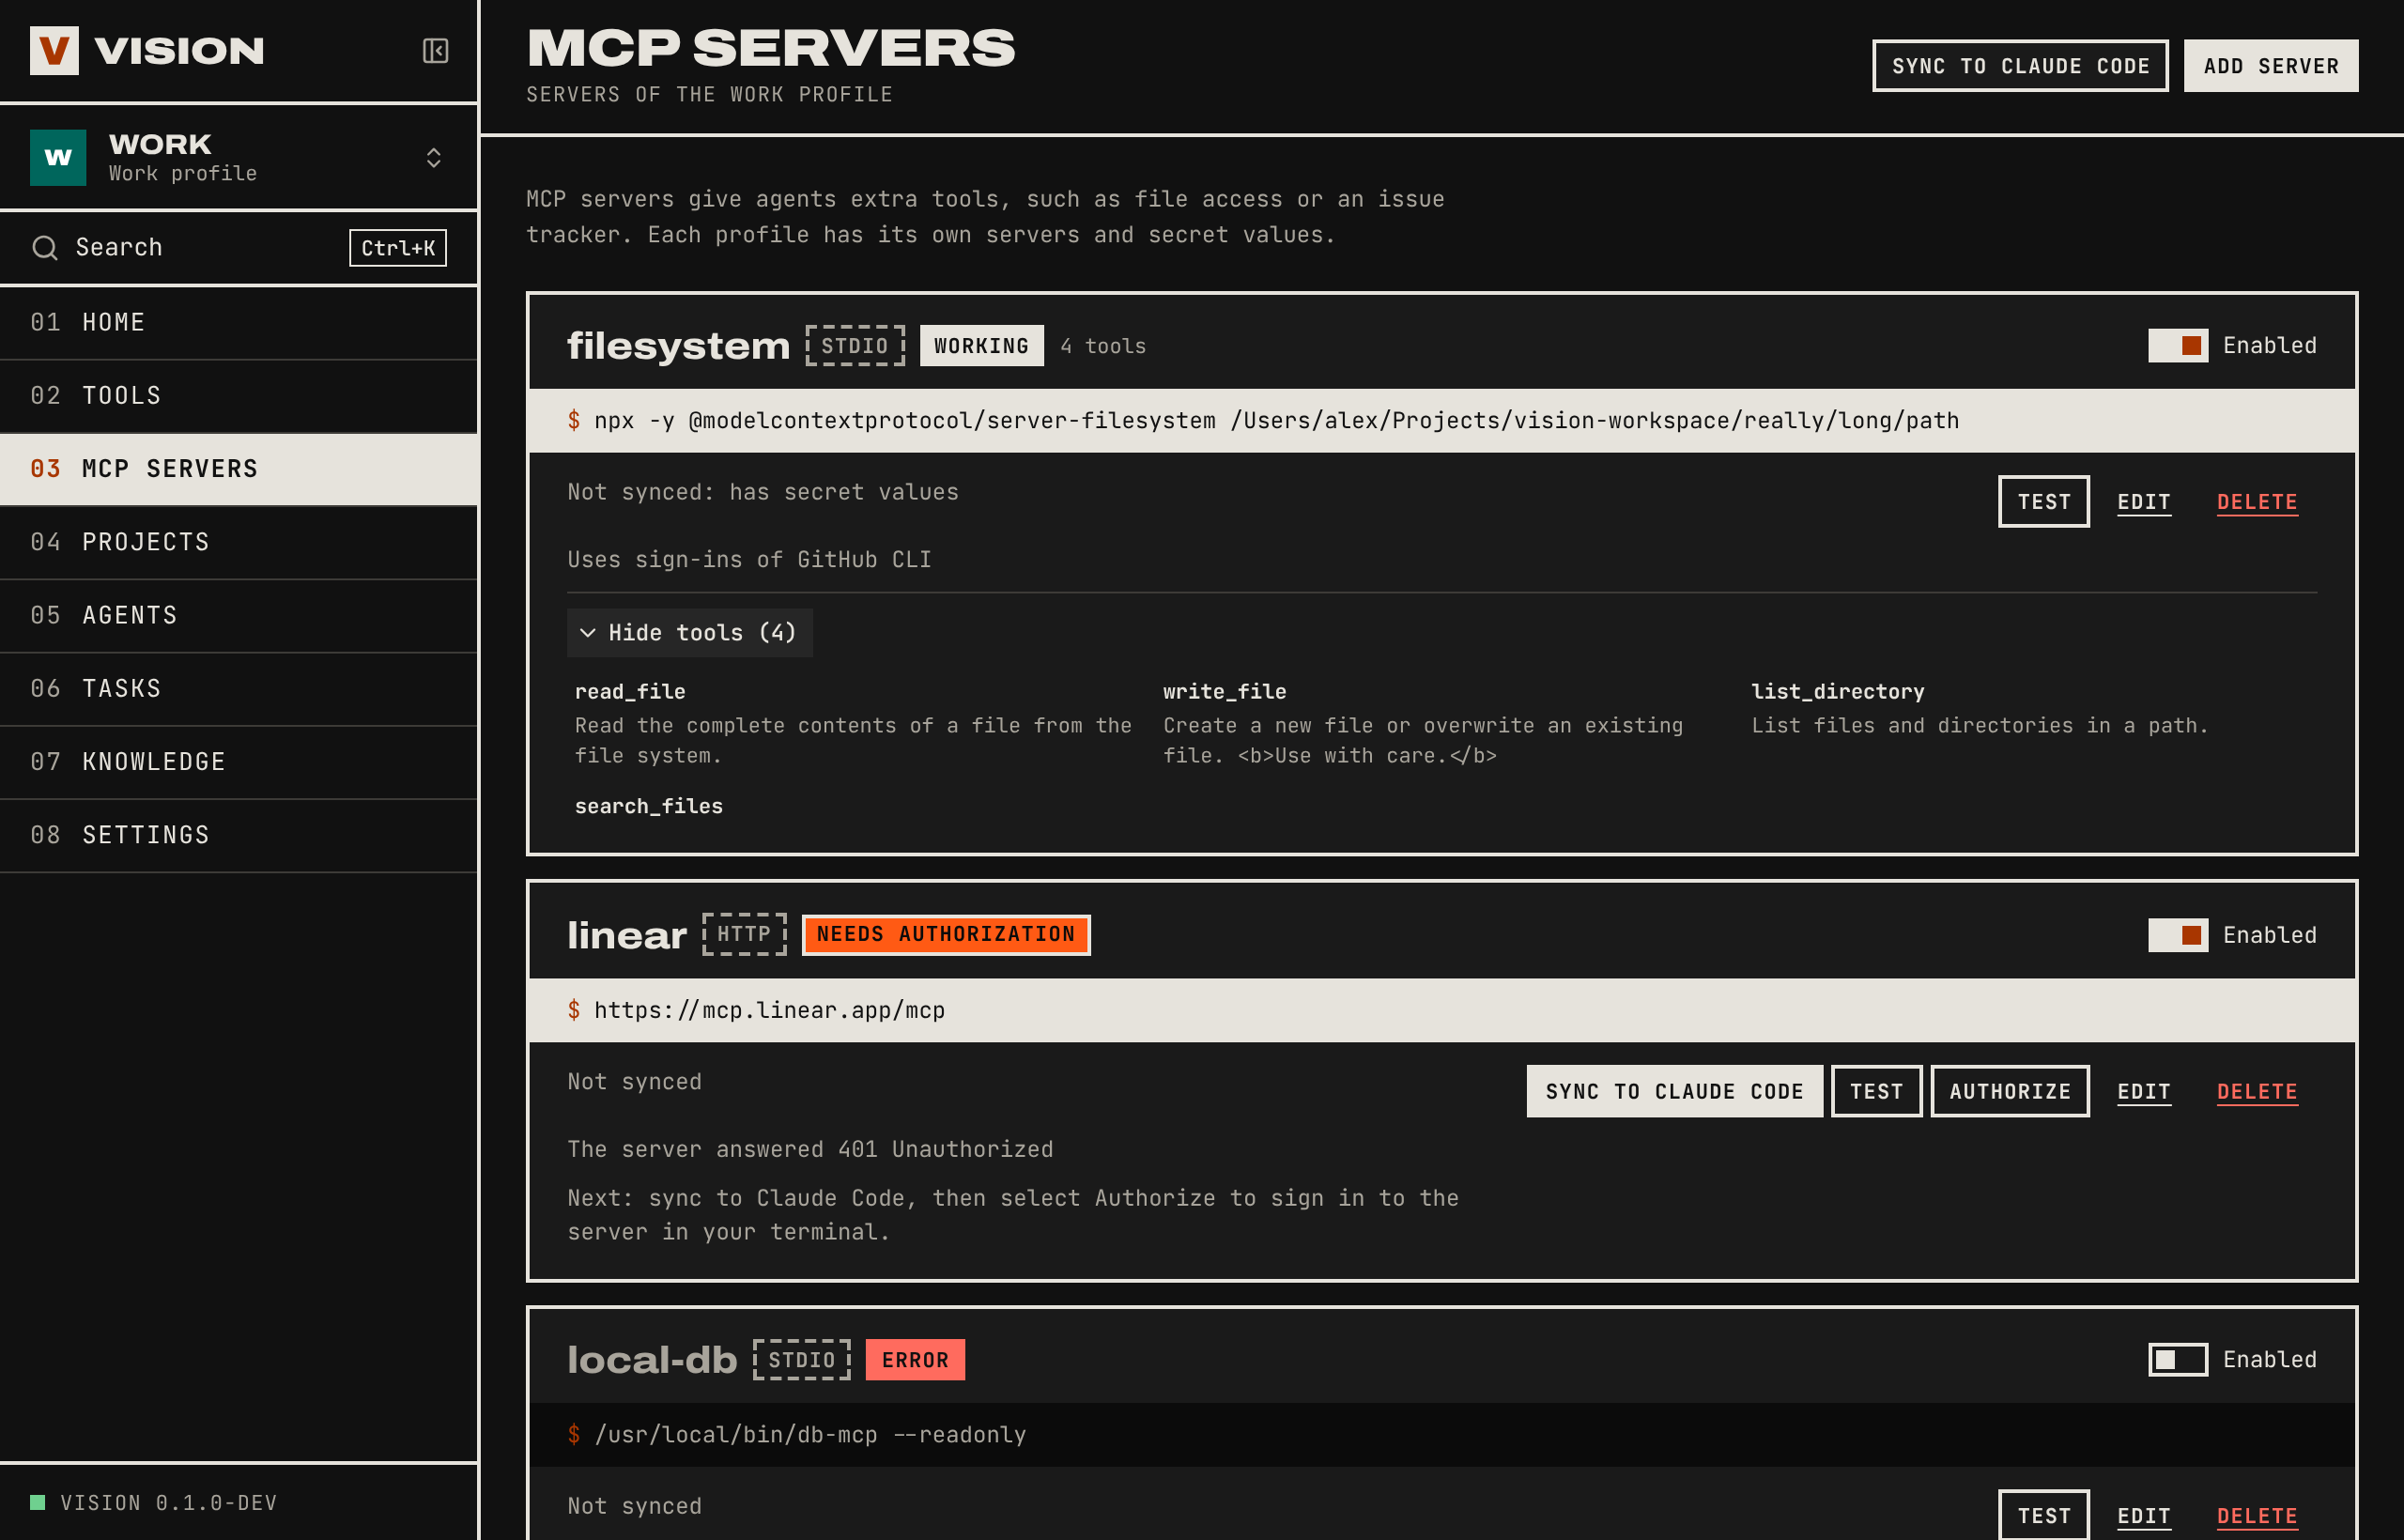 V VISION
W WORK
Work profile
Search Ctrl+K
01 HOME
02 TOOLS
03 MCP SERVERS
04 PROJECTS
05 AGENTS
06 TASKS
07 KNOWLEDGE
08 SETTINGS
VISION 0.1.0-DEV
MCP SERVERS
SERVERS OF THE WORK PROFILE
SYNC TO CLAUDE CODE ADD SERVER
MCP servers give agents extra tools, such as file access or an issue
tracker. Each profile has its own servers and secret values.
filesystem STDIO WORKING 4 tools Enabled
$ npx -y @modelcontextprotocol/server-filesystem /Users/alex/Projects/vision-workspace/really/long/path
Not synced: has secret values TEST EDIT DELETE
Uses sign-ins of GitHub CLI
Hide tools (4)
read_file
Read the complete contents of a file from the
file system.
write_file
Create a new file or overwrite an existing
file. <b>Use with care.</b>
list_directory
List files and directories in a path.
search_files
linear HTTP NEEDS AUTHORIZATION Enabled
$ https://mcp.linear.app/mcp
Not synced SYNC TO CLAUDE CODE TEST AUTHORIZE EDIT DELETE
The server answered 401 Unauthorized
Next: sync to Claude Code, then select Authorize to sign in to the
server in your terminal.
local-db STDIO ERROR Enabled
$ /usr/local/bin/db-mcp --readonly
Not synced TEST EDIT DELETE